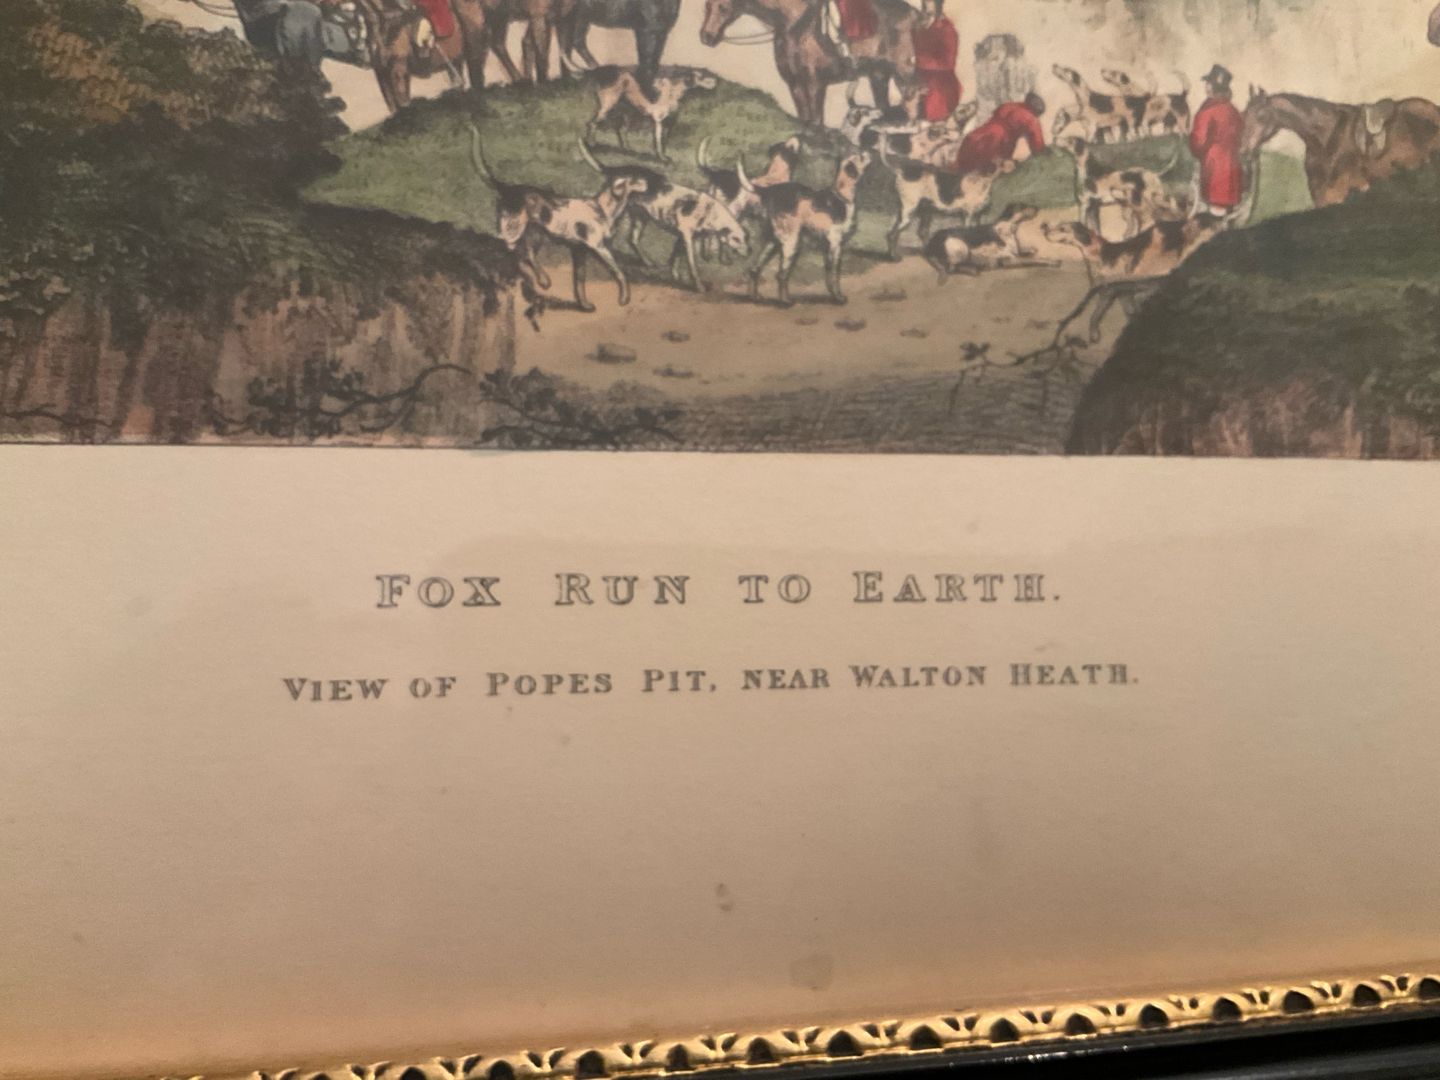 FOX RUN TO EARTH.
VIEW OF POPES PIT, NEAR WALTON HEATH.